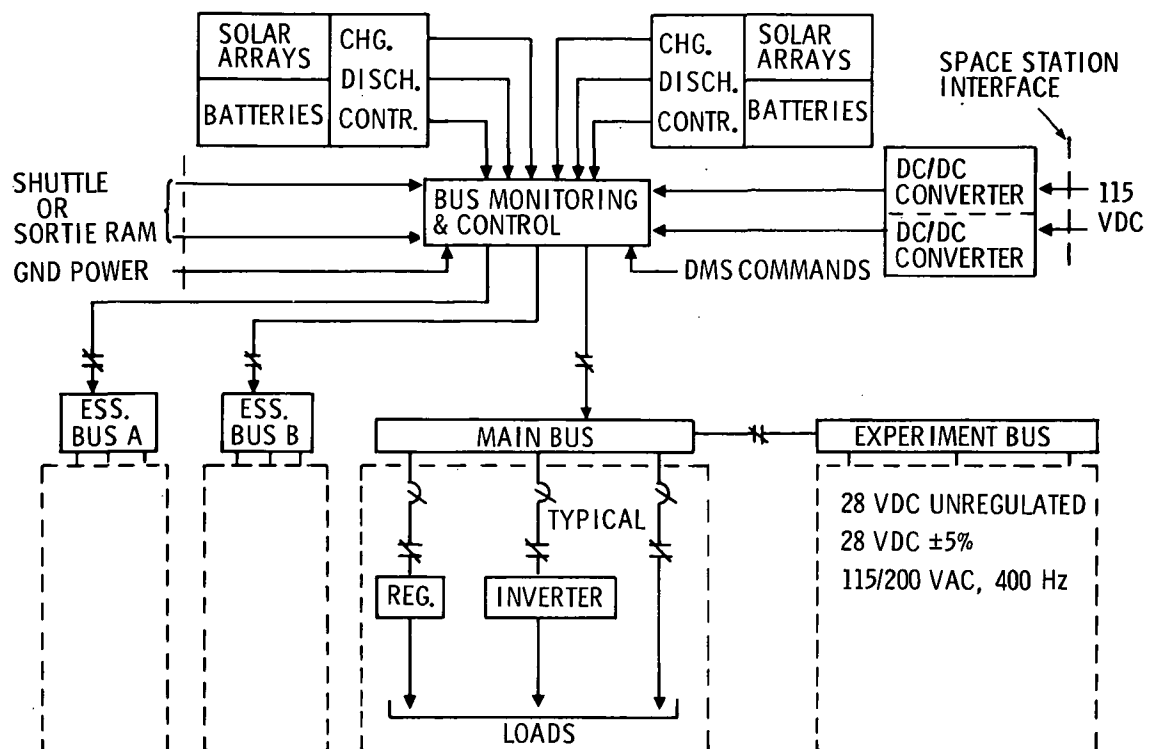 SOLAR
ARRAYS
BATTERIES
CHG.
DISCH.
CONTR.
CHG.
DISCH.
CONTR.
SOLAR
ARRAYS
BATTERIES
SPACE STATION
INTERFACE
SHUTTLE
OR
SORTIE RAM
GND POWER
BUS MONITORING
& CONTROL
DC/DC
CONVERTER
DC/DC
CONVERTER
115
VDC
DMS COMMANDS
ESS.
BUS A
ESS.
BUS B
MAIN BUS
EXPERIMENT BUS
TYPICAL
REG.
INVERTER
LOADS
28 VDC UNREGULATED
28 VDC ±5%
115/200 VAC, 400 Hz